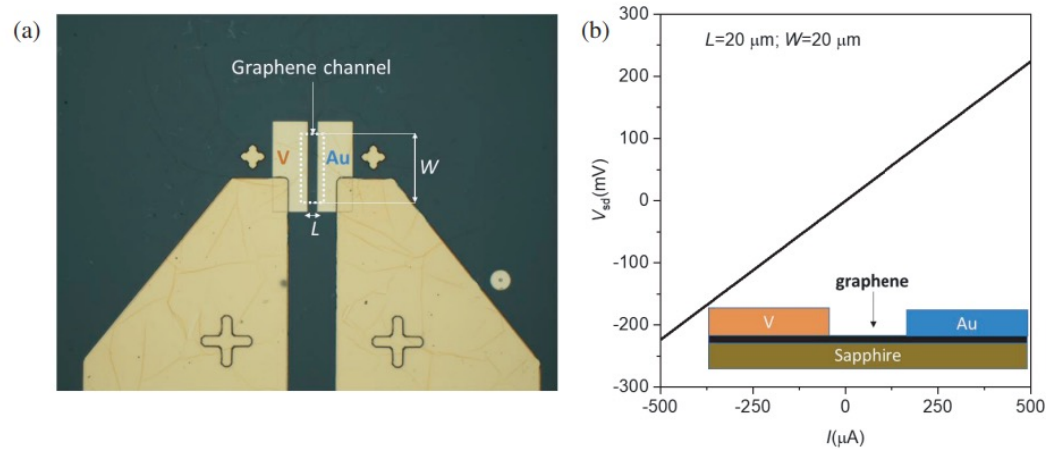 (a)
Graphene channel
V
Au
W
L
(b)
L=20 μm; W=20 μm
300
200
100
0
-100
-200
-300
Vsd(mV)
graphene
V
Au
Sapphire
-500
-250
0
250
500
I(μA)